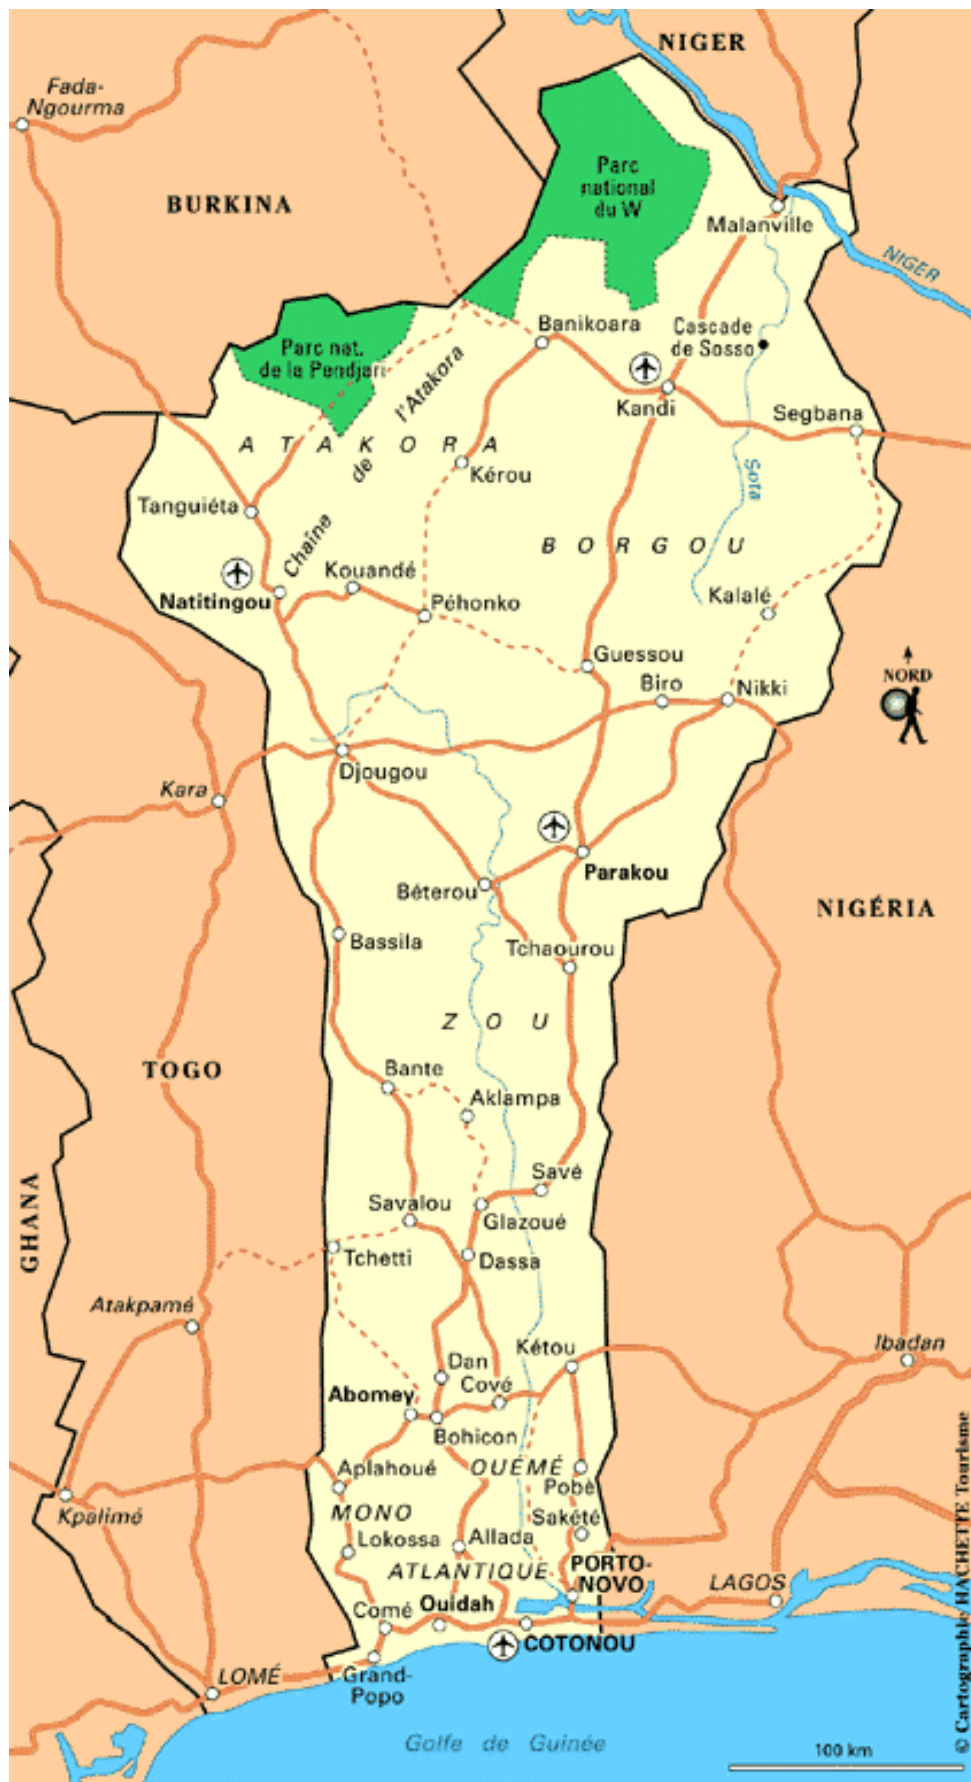 NIGER
Fada-
Ngourma
Parc
national
du W
BURKINA
Malanville
NIGER
Banikoara
Cascade
de Sosso
Parc nat.
de la Pendjari
Kandi
Segbana
ATAKORA
Chaîne de l'Atakora
Kérou
Sota
Tanguiéta
BORGOU
Kouandé
Natitingou
Péhonko
Kalalé
Guessou
NORD
Biro
Nikki
Djougou
Kara
Parakou
Béterou
NIGÉRIA
Bassila
Tchaourou
ZOU
TOGO
Bante
Aklampa
Savé
GHANA
Savalou
Glazoué
Tchetti
Dassa
Atakpamé
Ibadan
Kétou
Dan
Abomey
Cové
Bohicon
Aplahoué
OUÉMÉ
Pobè
Kpalimé
MONO
Sakété
Lokossa
Allada
ATLANTIQUE
PORTO-
NOVO
LAGOS
Comé
Ouidah
COTONOU
LOMÉ
Grand-
Popo
Golfe de Guinée
100 km
© Cartographie HACHETTE Tourisme